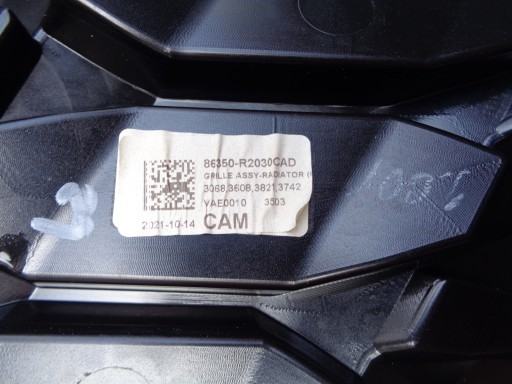 86350-R2030CAD
GRILLE ASSY-RADIATOR (
3068,3608,3821,3742
YAE0010 3503
2021-10-14 CAM